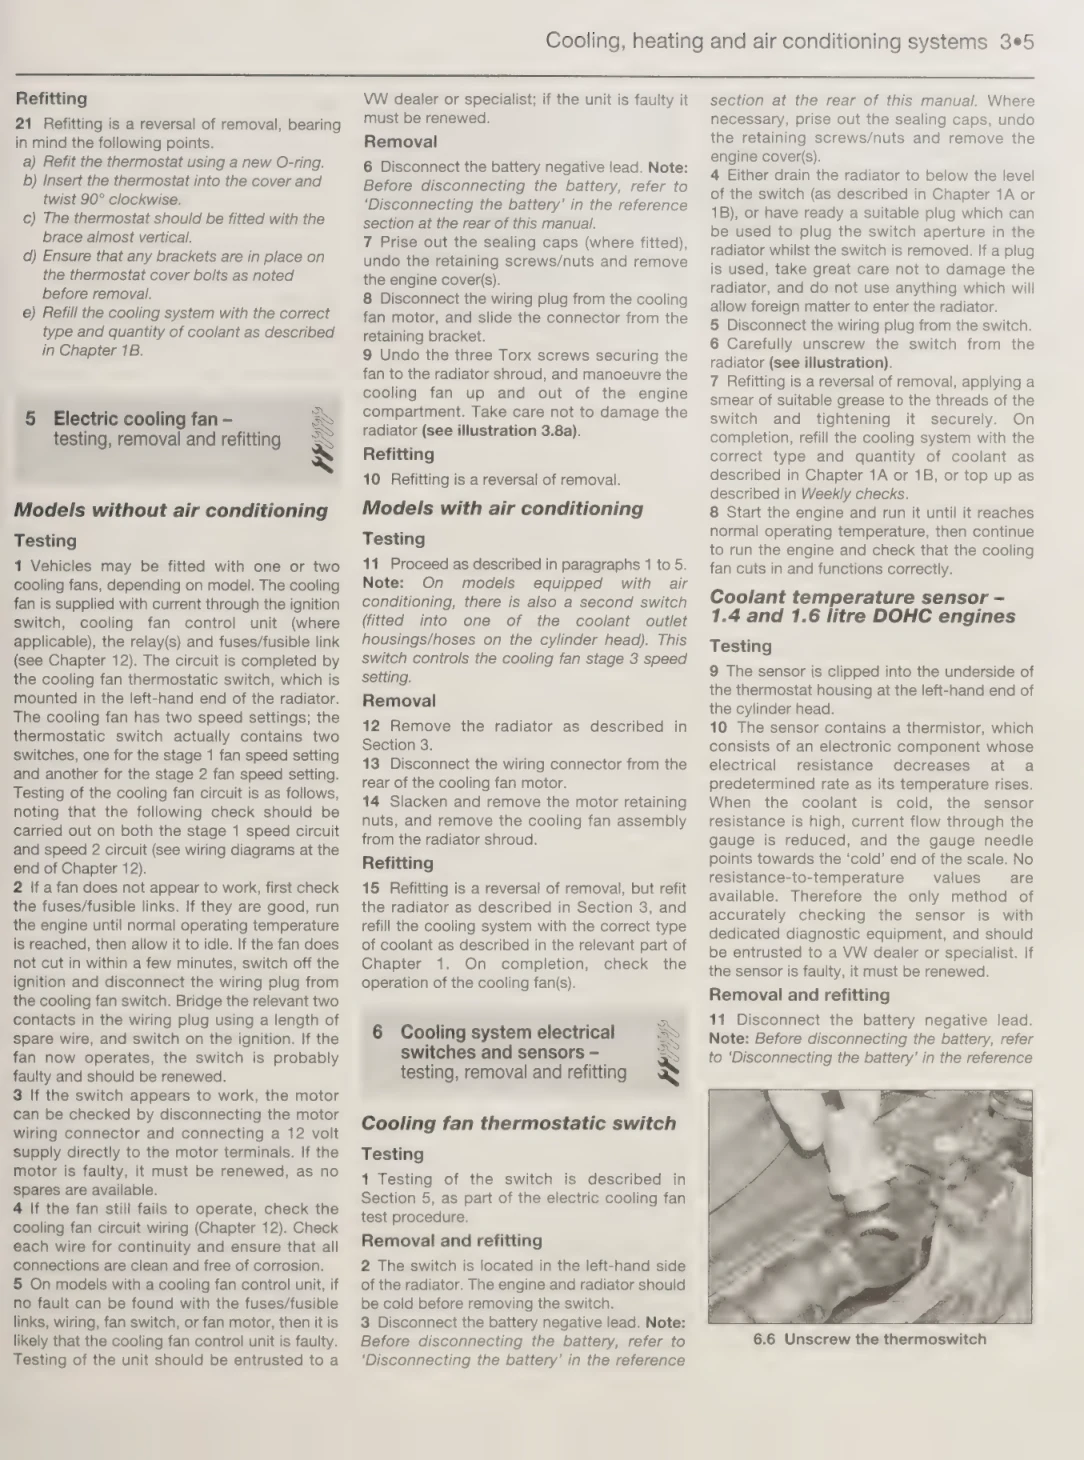 Cooling, heating and air conditioning systems 3•5
Refitting
21 Refitting is a reversal of removal, bearing
in mind the following points.
a) Refit the thermostat using a new O-ring.
b) Insert the thermostat into the cover and
twist 90° clockwise.
c) The thermostat should be fitted with the
brace almost vertical.
d) Ensure that any brackets are in place on
the thermostat cover bolts as noted
before removal.
e) Refill the cooling system with the correct
type and quantity of coolant as described
in Chapter 1B.
5 Electric cooling fan –
testing, removal and refitting
Models without air conditioning
Testing
1 Vehicles may be fitted with one or two
cooling fans, depending on model. The cooling
fan is supplied with current through the ignition
switch, cooling fan control unit (where
applicable), the relay(s) and fuses/fusible link
(see Chapter 12). The circuit is completed by
the cooling fan thermostatic switch, which is
mounted in the left-hand end of the radiator.
The cooling fan has two speed settings; the
thermostatic switch actually contains two
switches, one for the stage 1 fan speed setting
and another for the stage 2 fan speed setting.
Testing of the cooling fan circuit is as follows,
noting that the following check should be
carried out on both the stage 1 speed circuit
and speed 2 circuit (see wiring diagrams at the
end of Chapter 12).
2 If a fan does not appear to work, first check
the fuses/fusible links. If they are good, run
the engine until normal operating temperature
is reached, then allow it to idle. If the fan does
not cut in within a few minutes, switch off the
ignition and disconnect the wiring plug from
the cooling fan switch. Bridge the relevant two
contacts in the wiring plug using a length of
spare wire, and switch on the ignition. If the
fan now operates, the switch is probably
faulty and should be renewed.
3 If the switch appears to work, the motor
can be checked by disconnecting the motor
wiring connector and connecting a 12 volt
supply directly to the motor terminals. If the
motor is faulty, it must be renewed, as no
spares are available.
4 If the fan still fails to operate, check the
cooling fan circuit wiring (Chapter 12). Check
each wire for continuity and ensure that all
connections are clean and free of corrosion.
5 On models with a cooling fan control unit, if
no fault can be found with the fuses/fusible
links, wiring, fan switch, or fan motor, then it is
likely that the cooling fan control unit is faulty.
Testing of the unit should be entrusted to a
VW dealer or specialist; if the unit is faulty it
must be renewed.
Removal
6 Disconnect the battery negative lead. Note:
Before disconnecting the battery, refer to
‘Disconnecting the battery’ in the reference
section at the rear of this manual.
7 Prise out the sealing caps (where fitted),
undo the retaining screws/nuts and remove
the engine cover(s).
8 Disconnect the wiring plug from the cooling
fan motor, and slide the connector from the
retaining bracket.
9 Undo the three Torx screws securing the
fan to the radiator shroud, and manoeuvre the
cooling fan up and out of the engine
compartment. Take care not to damage the
radiator (see illustration 3.8a).
Refitting
10 Refitting is a reversal of removal.
Models with air conditioning
Testing
11 Proceed as described in paragraphs 1 to 5.
Note: On models equipped with air
conditioning, there is also a second switch
(fitted into one of the coolant outlet
housings/hoses on the cylinder head). This
switch controls the cooling fan stage 3 speed
setting.
Removal
12 Remove the radiator as described in
Section 3.
13 Disconnect the wiring connector from the
rear of the cooling fan motor.
14 Slacken and remove the motor retaining
nuts, and remove the cooling fan assembly
from the radiator shroud.
Refitting
15 Refitting is a reversal of removal, but refit
the radiator as described in Section 3, and
refill the cooling system with the correct type
of coolant as described in the relevant part of
Chapter 1. On completion, check the
operation of the cooling fan(s).
6 Cooling system electrical
switches and sensors –
testing, removal and refitting
Cooling fan thermostatic switch
Testing
1 Testing of the switch is described in
Section 5, as part of the electric cooling fan
test procedure.
Removal and refitting
2 The switch is located in the left-hand side
of the radiator. The engine and radiator should
be cold before removing the switch.
3 Disconnect the battery negative lead. Note:
Before disconnecting the battery, refer to
‘Disconnecting the battery’ in the reference
section at the rear of this manual. Where
necessary, prise out the sealing caps, undo
the retaining screws/nuts and remove the
engine cover(s).
4 Either drain the radiator to below the level
of the switch (as described in Chapter 1A or
1B), or have ready a suitable plug which can
be used to plug the switch aperture in the
radiator whilst the switch is removed. If a plug
is used, take great care not to damage the
radiator, and do not use anything which will
allow foreign matter to enter the radiator.
5 Disconnect the wiring plug from the switch.
6 Carefully unscrew the switch from the
radiator (see illustration).
7 Refitting is a reversal of removal, applying a
smear of suitable grease to the threads of the
switch and tightening it securely. On
completion, refill the cooling system with the
correct type and quantity of coolant as
described in Chapter 1A or 1B, or top up as
described in Weekly checks.
8 Start the engine and run it until it reaches
normal operating temperature, then continue
to run the engine and check that the cooling
fan cuts in and functions correctly.
Coolant temperature sensor –
1.4 and 1.6 litre DOHC engines
Testing
9 The sensor is clipped into the underside of
the thermostat housing at the left-hand end of
the cylinder head.
10 The sensor contains a thermistor, which
consists of an electronic component whose
electrical resistance decreases at a
predetermined rate as its temperature rises.
When the coolant is cold, the sensor
resistance is high, current flow through the
gauge is reduced, and the gauge needle
points towards the ‘cold’ end of the scale. No
resistance-to-temperature values are
available. Therefore the only method of
accurately checking the sensor is with
dedicated diagnostic equipment, and should
be entrusted to a VW dealer or specialist. If
the sensor is faulty, it must be renewed.
Removal and refitting
11 Disconnect the battery negative lead.
Note: Before disconnecting the battery, refer
to ‘Disconnecting the battery’ in the reference
6.6 Unscrew the thermoswitch